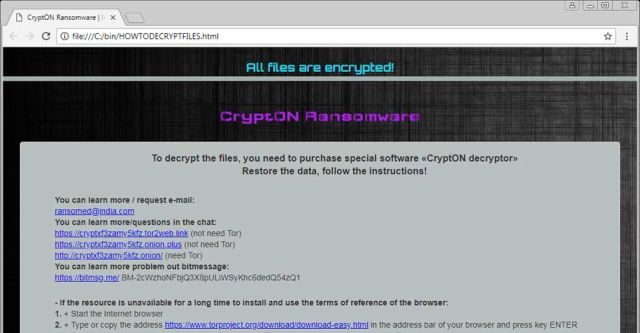 CryptON Ransomware | I
file:///C:/bin/HOWTODECRYPTFILES.html
All files are encrypted!
CryptON Ransomware
To decrypt the files, you need to purchase special software «CryptON decryptor»
Restore the data, follow the instructions!
You can learn more / request e-mail:
ransomed@india.com
You can learn more/questions in the chat:
https://cryptxf3zamy5kfz.tor2web.link (not need Tor)
https://cryptxf3zamy5kfz.onion.plus (not need Tor)
http://cryptxf3zamy5kfz.onion/ (need Tor)
You can learn more problem out bitmessage:
https://bitmsg.me/ BM-2cWzhoNFbjQ3X8pULiWSyKhc6dedQ54zQ1
- If the resource is unavailable for a long time to install and use the terms of reference of the browser:
1. + Start the Internet browser
2. + Type or copy the address https://www.torproject.org/download/download-easy.html in the address bar of your browser and press key ENTER